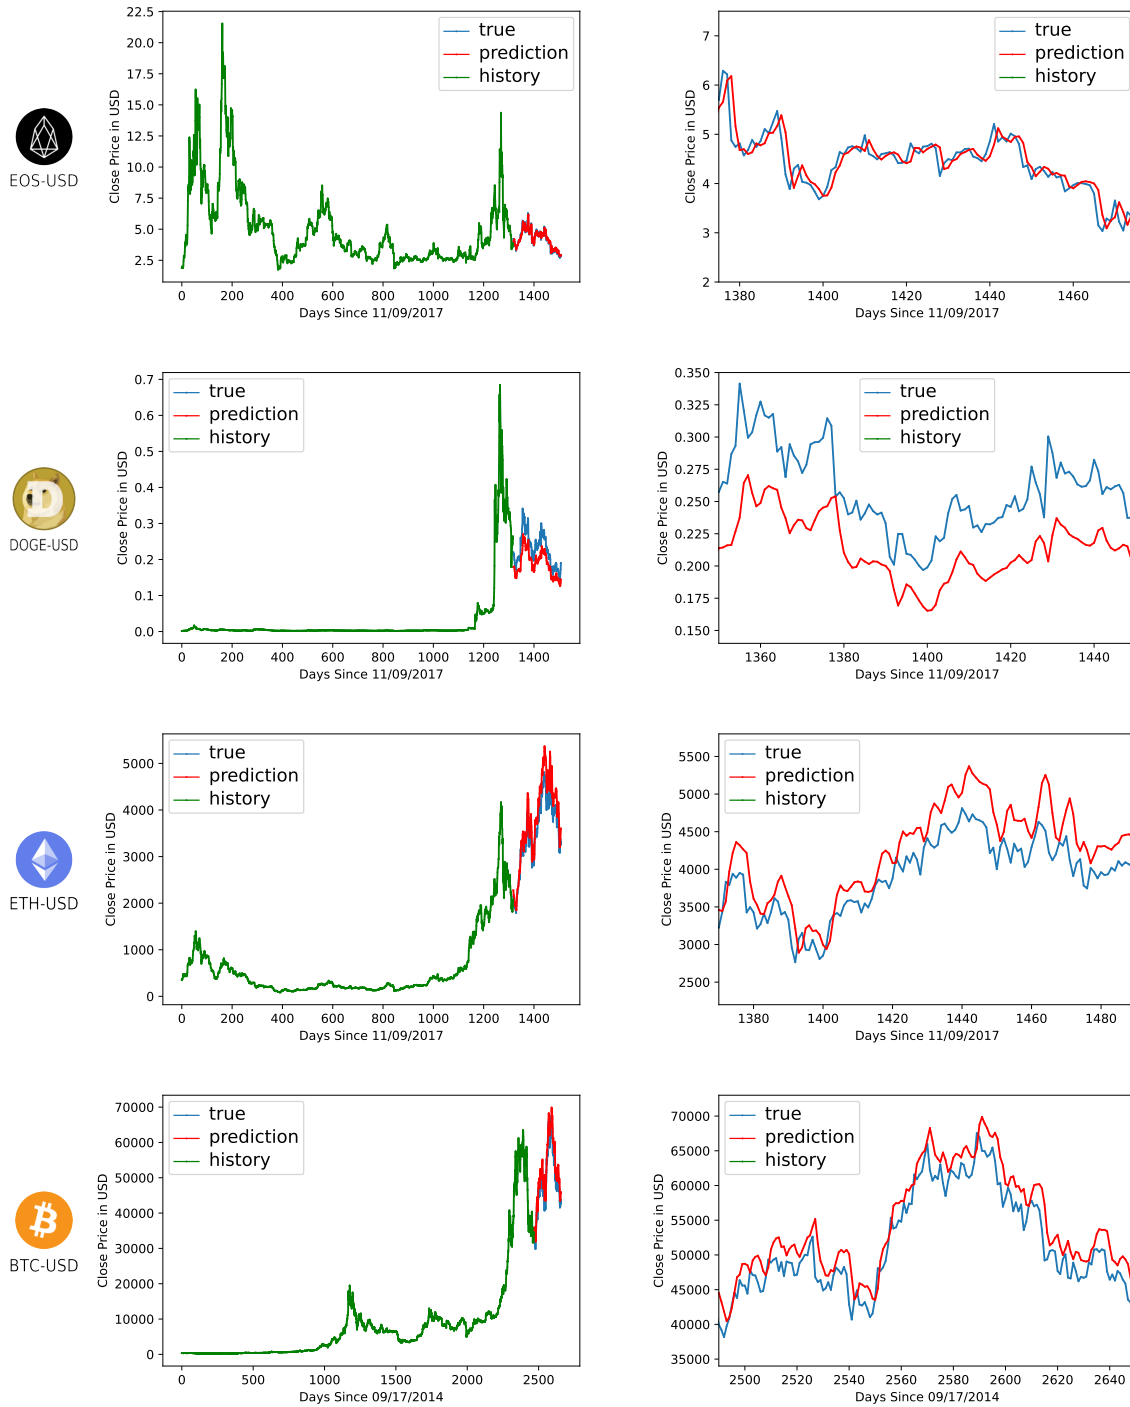 EOS-USD
Close Price in USD
22.5
20.0
17.5
15.0
12.5
10.0
7.5
5.0
2.5
true
prediction
history
0 200 400 600 800 1000 1200 1400
Days Since 11/09/2017
Close Price in USD
7
6
5
4
3
2
true
prediction
history
1380 1400 1420 1440 1460
Days Since 11/09/2017
DOGE-USD
Close Price in USD
0.7
0.6
0.5
0.4
0.3
0.2
0.1
0.0
true
prediction
history
0 200 400 600 800 1000 1200 1400
Days Since 11/09/2017
Close Price in USD
0.350
0.325
0.300
0.275
0.250
0.225
0.200
0.175
0.150
true
prediction
history
1360 1380 1400 1420 1440
Days Since 11/09/2017
ETH-USD
Close Price in USD
5000
4000
3000
2000
1000
0
true
prediction
history
0 200 400 600 800 1000 1200 1400
Days Since 11/09/2017
Close Price in USD
5500
5000
4500
4000
3500
3000
2500
true
prediction
history
1380 1400 1420 1440 1460 1480
Days Since 11/09/2017
BTC-USD
Close Price in USD
70000
60000
50000
40000
30000
20000
10000
0
true
prediction
history
0 500 1000 1500 2000 2500
Days Since 09/17/2014
Close Price in USD
70000
65000
60000
55000
50000
45000
40000
35000
true
prediction
history
2500 2520 2540 2560 2580 2600 2620 2640
Days Since 09/17/2014